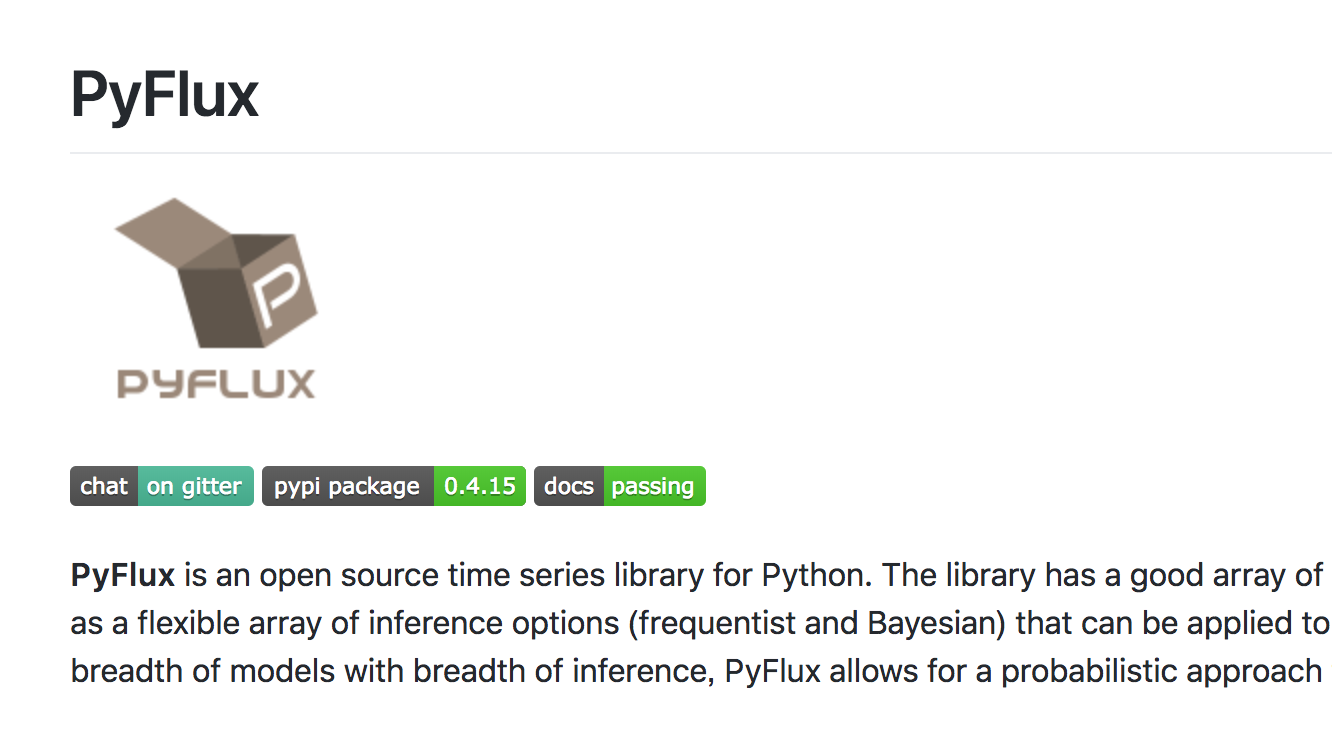 PyFlux
P
PYFLUX
chat on gitter pypi package 0.4.15 docs passing
PyFlux is an open source time series library for Python. The library has a good array of
as a flexible array of inference options (frequentist and Bayesian) that can be applied to
breadth of models with breadth of inference, PyFlux allows for a probabilistic approach